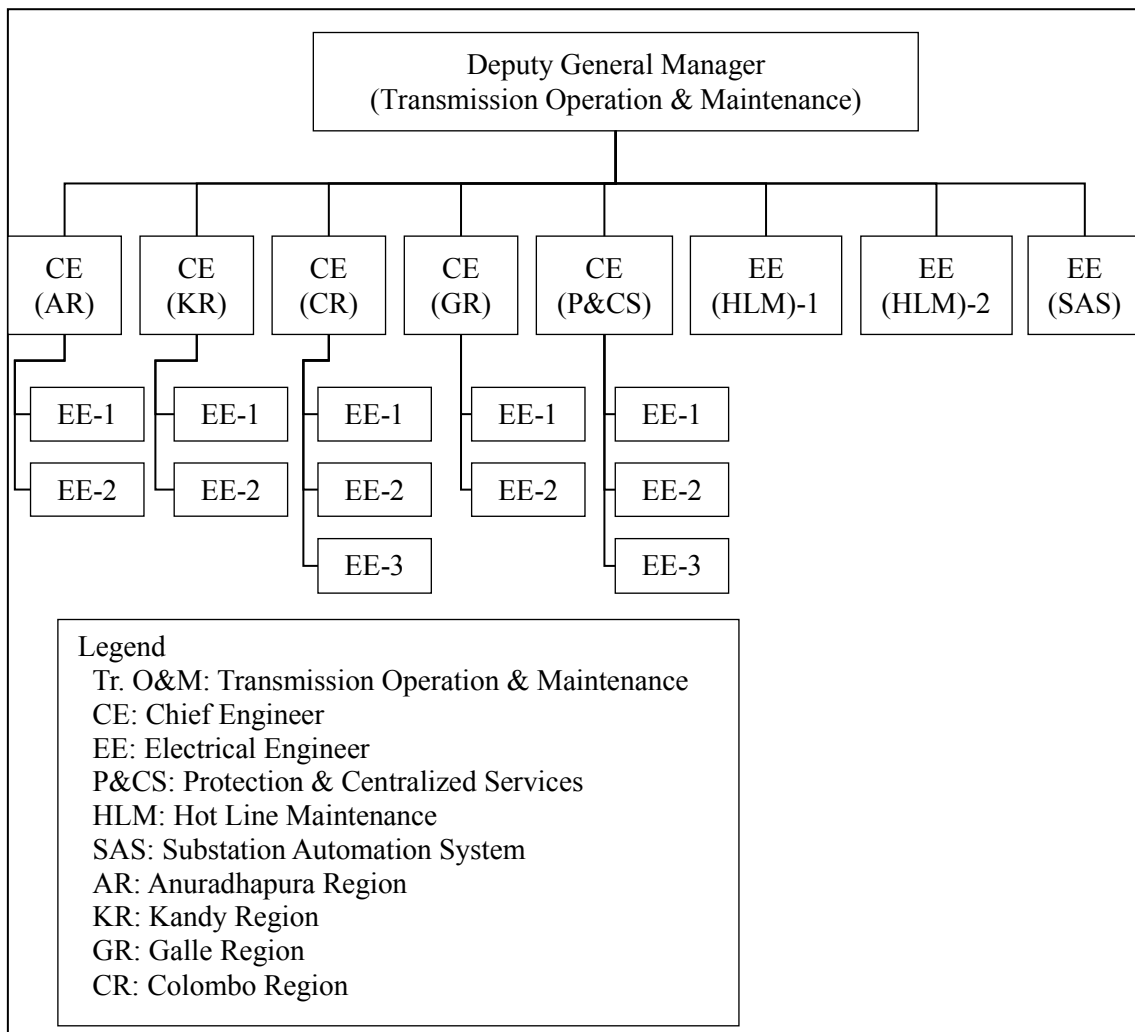 Deputy General Manager
(Transmission Operation & Maintenance)
CE
(AR)
CE
(KR)
CE
(CR)
CE
(GR)
CE
(P&CS)
EE
(HLM)-1
EE
(HLM)-2
EE
(SAS)
EE-1
EE-2
EE-1
EE-2
EE-1
EE-2
EE-3
EE-1
EE-2
EE-1
EE-2
EE-3
Legend
Tr. O&M: Transmission Operation & Maintenance
CE: Chief Engineer
EE: Electrical Engineer
P&CS: Protection & Centralized Services
HLM: Hot Line Maintenance
SAS: Substation Automation System
AR: Anuradhapura Region
KR: Kandy Region
GR: Galle Region
CR: Colombo Region